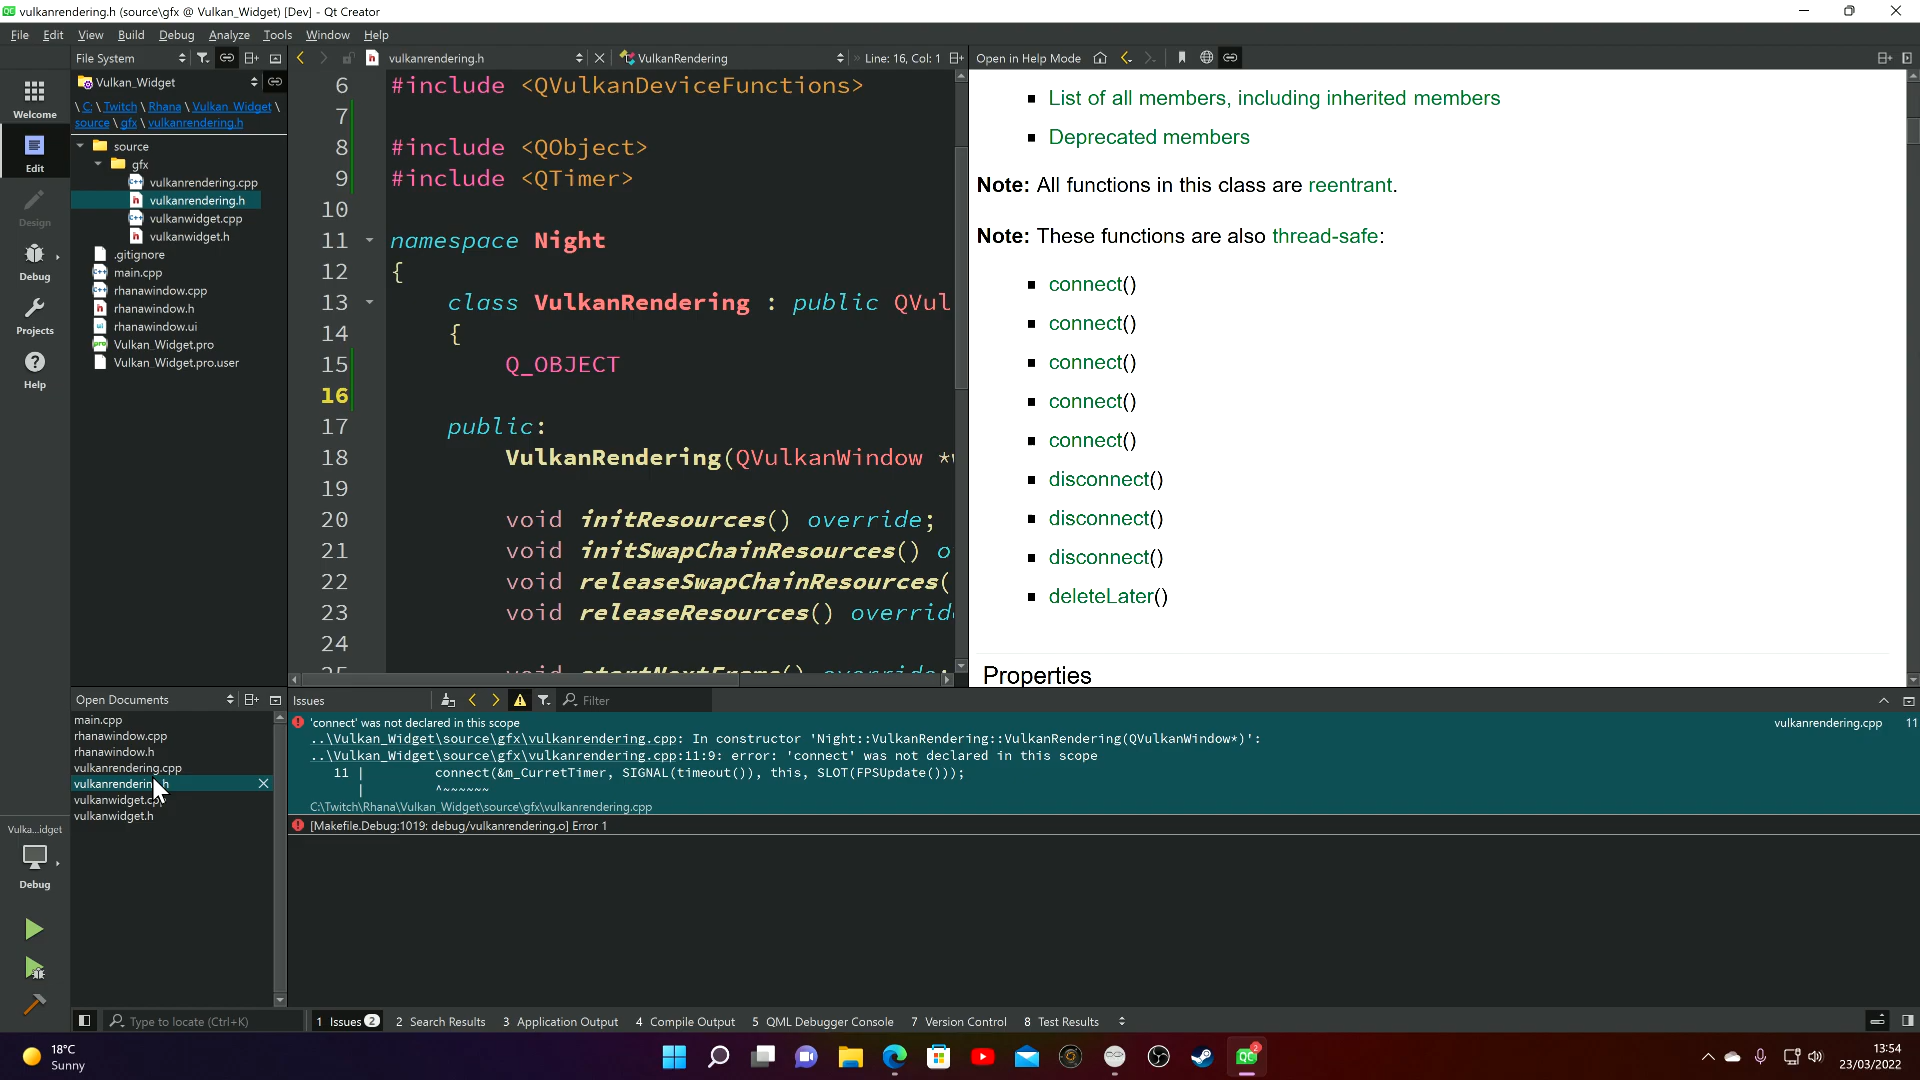 vulkanrendering.h (source\gfx @ Vulkan_Widget) [Dev] - Qt Creator
File Edit View Build Debug Analyze Tools Window Help
File System
vulkanrendering.h
VulkanRendering
Line: 16, Col: 1
Open in Help Mode
Vulkan_Widget
\ C: \ Twitch \ Rhana \ Vulkan_Widget \
source \ gfx \ vulkanrendering.h
source
gfx
vulkanrendering.cpp
vulkanrendering.h
vulkanwidget.cpp
vulkanwidget.h
.gitignore
main.cpp
rhanawindow.cpp
rhanawindow.h
rhanawindow.ui
Vulkan_Widget.pro
Vulkan_Widget.pro.user
Welcome
Edit
Design
Debug
Projects
Help
6 #include <QVulkanDeviceFunctions>
7
8 #include <QObject>
9 #include <QTimer>
10
11 namespace Night
12 {
13 class VulkanRendering : public QVul
14 {
15 Q_OBJECT
16
17 public:
18 VulkanRendering(QVulkanWindow *
19
20 void initResources() override;
21 void initSwapChainResources() o
22 void releaseSwapChainResources(
23 void releaseResources() overrid
24
25 void startNextFrame() override;
List of all members, including inherited members
Deprecated members
Note: All functions in this class are reentrant.
Note: These functions are also thread-safe:
connect()
connect()
connect()
connect()
connect()
disconnect()
disconnect()
disconnect()
deleteLater()
Properties
Open Documents
main.cpp
rhanawindow.cpp
rhanawindow.h
vulkanrendering.cpp
vulkanrendering.h
vulkanwidget.cpp
vulkanwidget.h
Issues
Filter
'connect' was not declared in this scope
vulkanrendering.cpp 11
..\Vulkan_Widget\source\gfx\vulkanrendering.cpp: In constructor 'Night::VulkanRendering::VulkanRendering(QVulkanWindow*)':
..\Vulkan_Widget\source\gfx\vulkanrendering.cpp:11:9: error: 'connect' was not declared in this scope
11 | connect(&m_CurretTimer, SIGNAL(timeout()), this, SLOT(FPSUpdate()));
| ^~~~~~~
C:\Twitch\Rhana\Vulkan_Widget\source\gfx\vulkanrendering.cpp
[Makefile.Debug:1019: debug/vulkanrendering.o] Error 1
Vulka...idget
Debug
Type to locate (Ctrl+K)
1 Issues 2
2 Search Results
3 Application Output
4 Compile Output
5 QML Debugger Console
7 Version Control
8 Test Results
18°C
Sunny
QC
2
13:54
23/03/2022